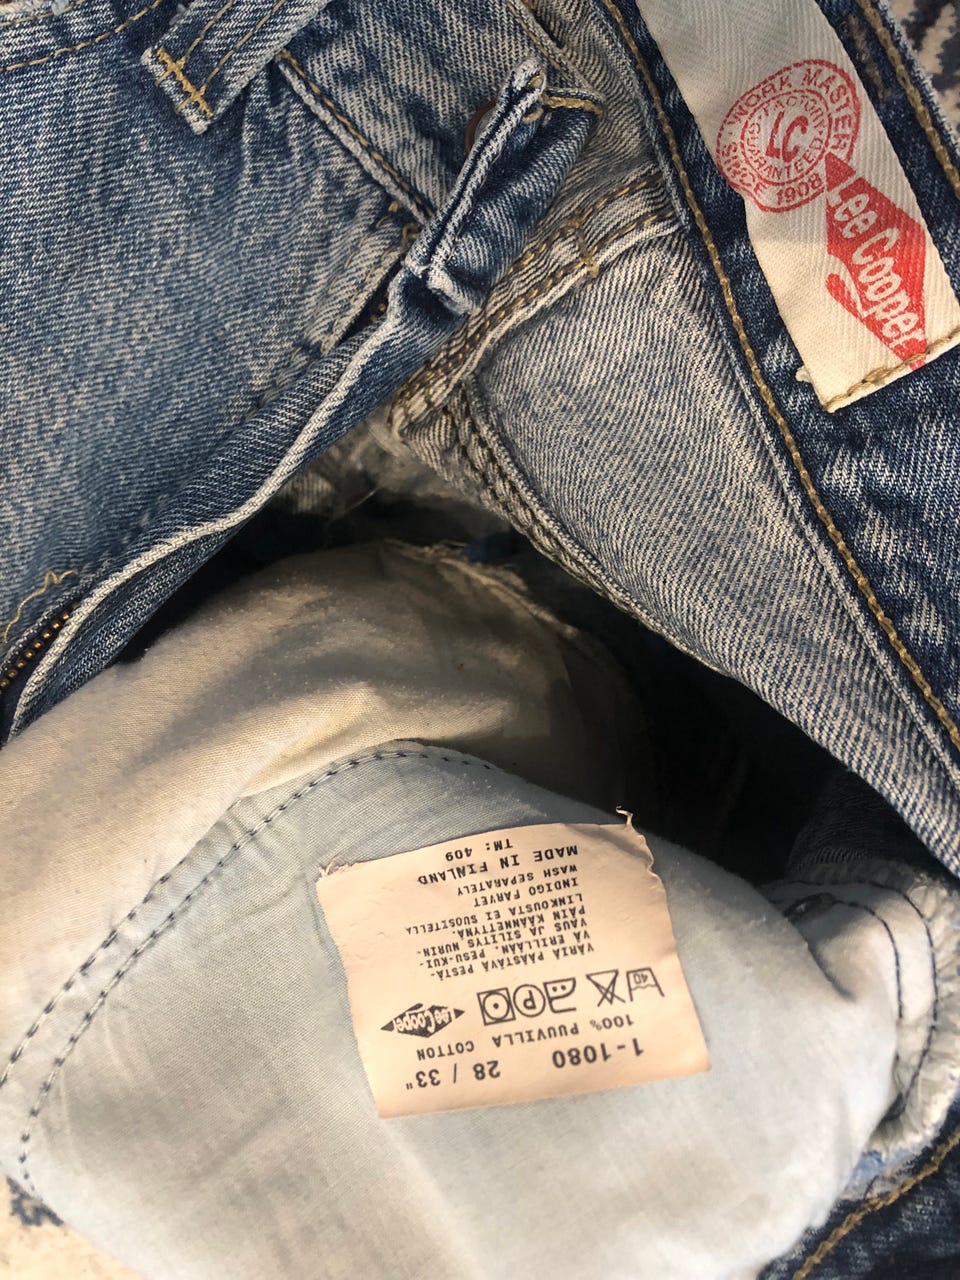 WORK MASTER
FACTORY
LC
GUARANTEED
SINCE 1908
Lee Cooper
1-1080 28 / 33"
100% PUUVILLA COTTON
40 P Lee Cooper
VÄRIÄ PÄÄSTÄVÄ PESTÄ-
VÄ ERILLÄÄN. PESU-KUI-
VAUS JA SILITYS NURIN-
PÄIN KÄÄNNETTYNÄ.
LINKOUSTA EI SUOSITELLA
INDIGO FARVET
WASH SEPARATELY
MADE IN FINLAND
TM: 409